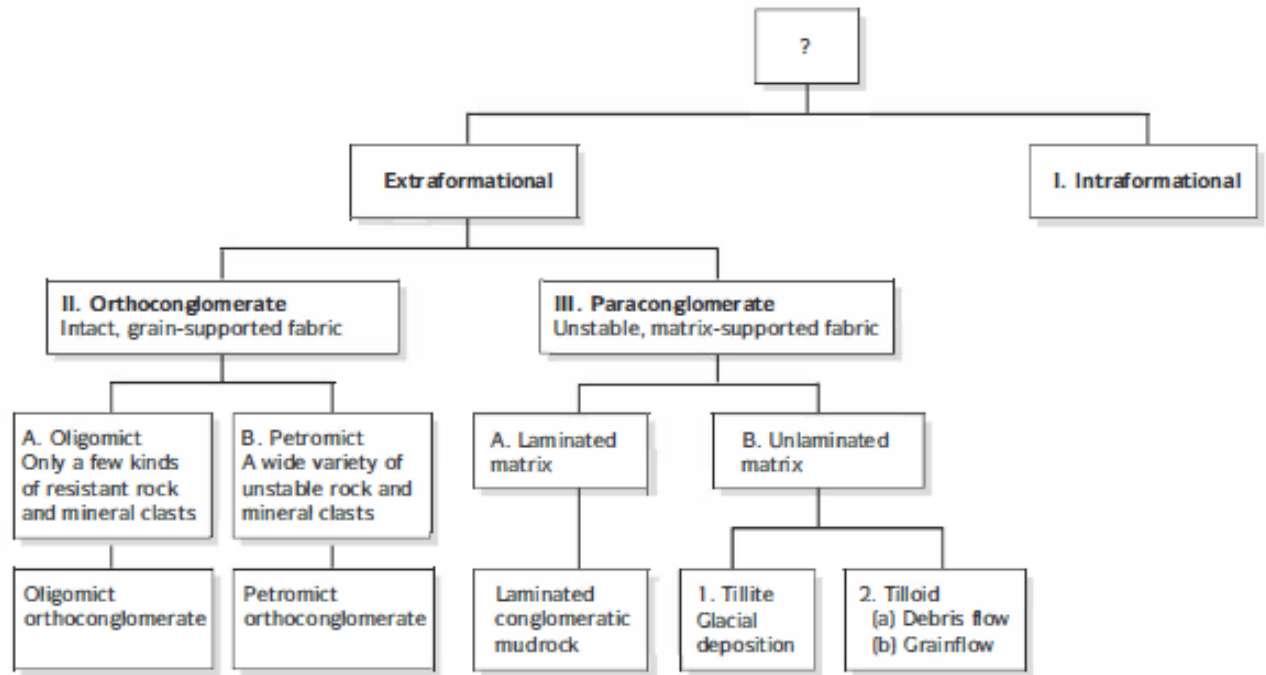 ?
Extraformational
I. Intraformational
II. Orthoconglomerate
Intact, grain-supported fabric
III. Paraconglomerate
Unstable, matrix-supported fabric
A. Oligomict
Only a few kinds
of resistant rock
and mineral clasts
B. Petromict
A wide variety of
unstable rock and
mineral clasts
A. Laminated
matrix
B. Unlaminated
matrix
Oligomict
orthoconglomerate
Petromict
orthoconglomerate
Laminated
conglomeratic
mudrock
1. Tillite
Glacial
deposition
2. Tilloid
(a) Debris flow
(b) Grainflow